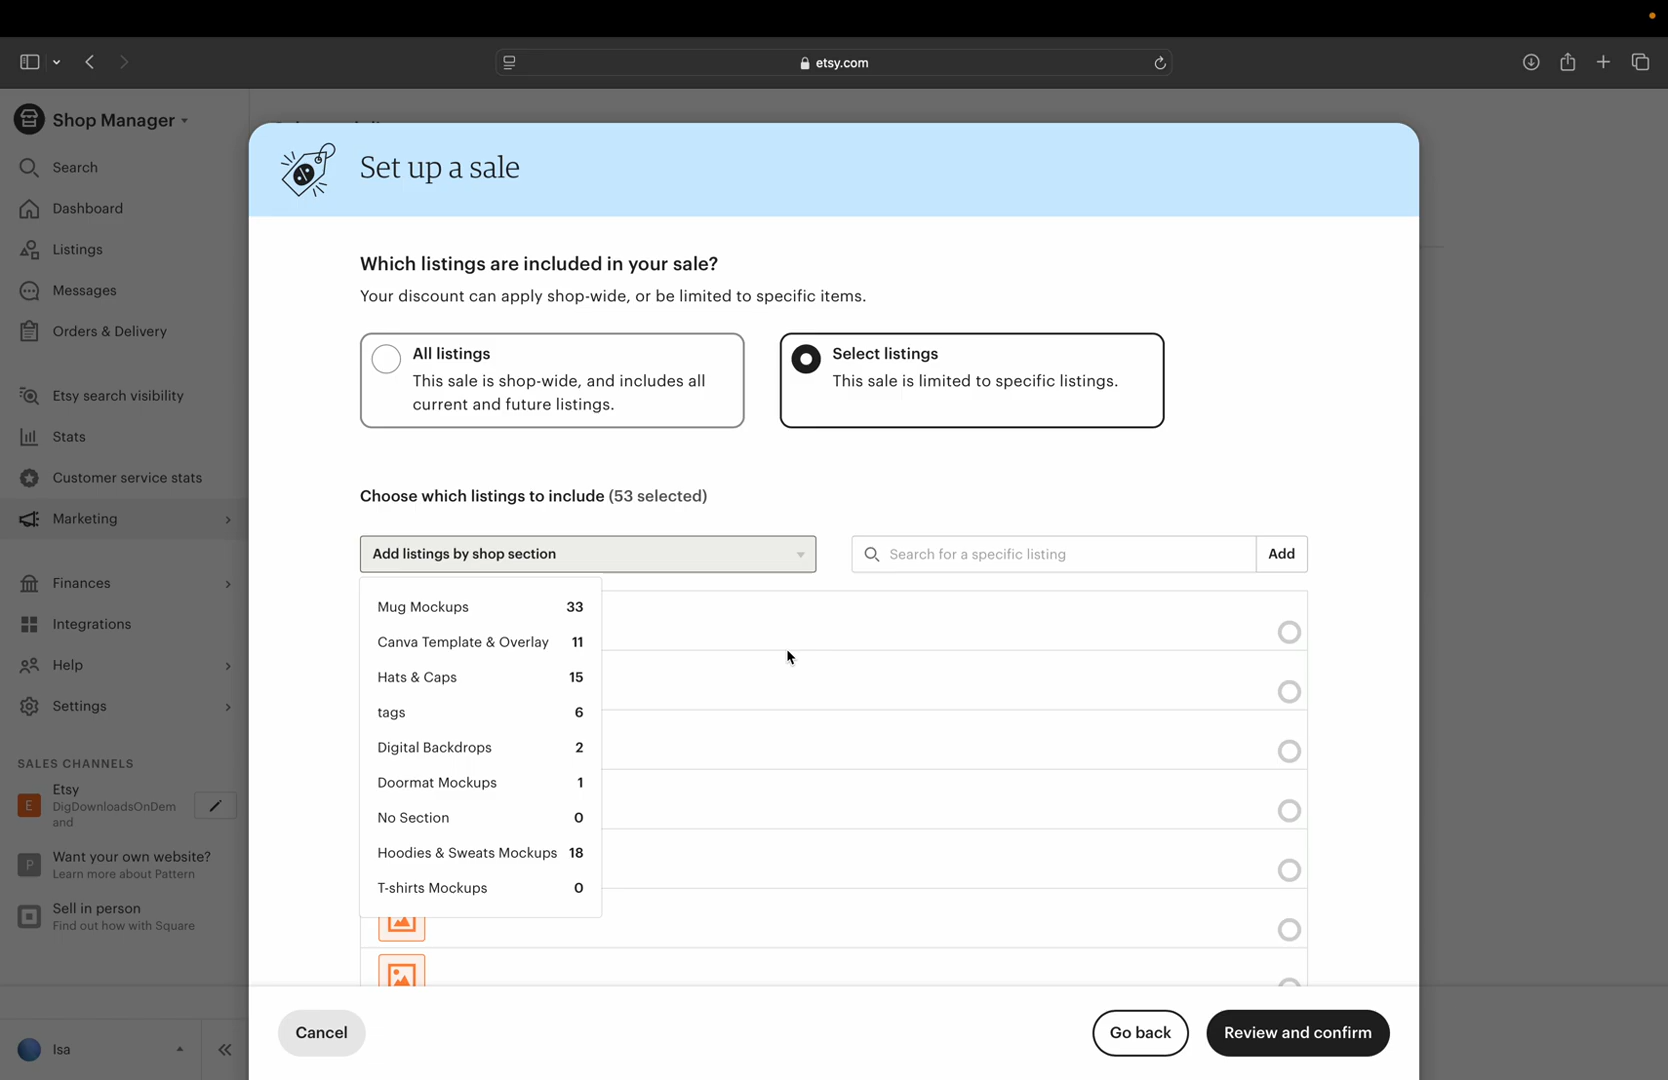 etsy.com
Shop Manager
Search
Dashboard
Listings
Messages
Orders & Delivery
Etsy search visibility
Stats
Customer service stats
Marketing
Finances
Integrations
Help
Settings
SALES CHANNELS
E
Etsy
DigDownloadsOnDem
and
P
Want your own website?
Learn more about Pattern
Sell in person
Find out how with Square
Isa
Set up a sale
Which listings are included in your sale?
Your discount can apply shop-wide, or be limited to specific items.
All listings
This sale is shop-wide, and includes all
current and future listings.
Select listings
This sale is limited to specific listings.
Choose which listings to include (53 selected)
Add listings by shop section
Search for a specific listing
Add
Mug Mockups 33
Canva Template & Overlay 11
Hats & Caps 15
tags 6
Digital Backdrops 2
Doormat Mockups 1
No Section 0
Hoodies & Sweats Mockups 18
T-shirts Mockups 0
Cancel
Go back
Review and confirm